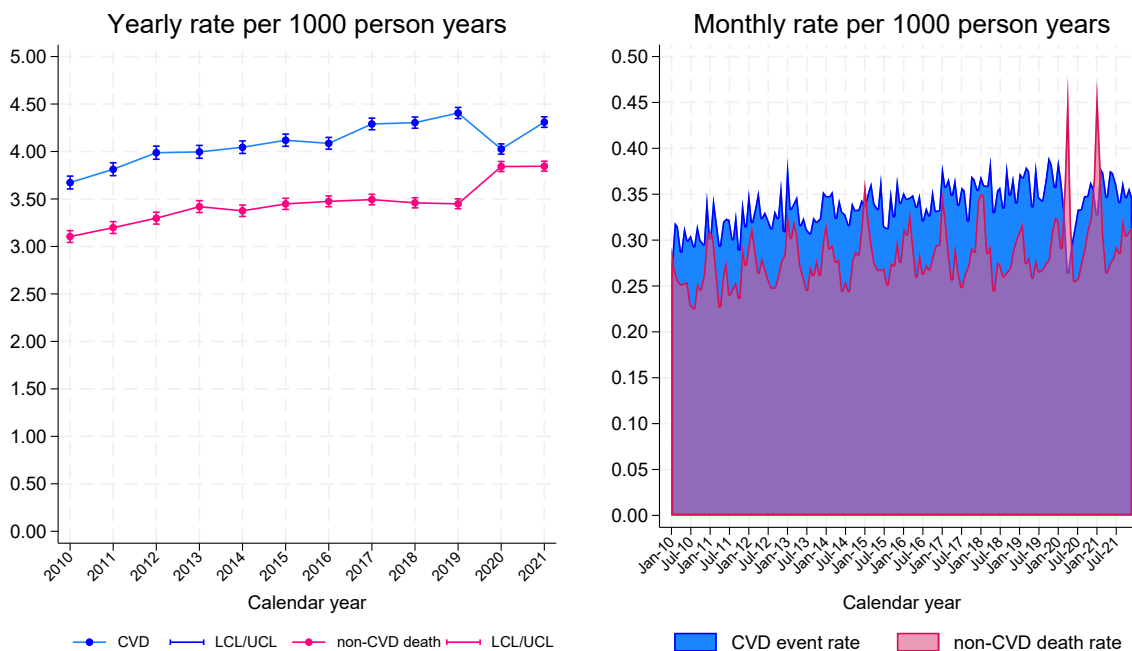 Yearly rate per 1000 person years
5.00
4.50
4.00
3.50
3.00
2.50
2.00
1.50
1.00
0.50
0.00
2010 2011 2012 2013 2014 2015 2016 2017 2018 2019 2020 2021
Calendar year
CVD LCL/UCL non-CVD death LCL/UCL
Monthly rate per 1000 person years
0.50
0.45
0.40
0.35
0.30
0.25
0.20
0.15
0.10
0.05
0.00
Jan-10 Jul-10 Jan-11 Jul-11 Jan-12 Jul-12 Jan-13 Jul-13 Jan-14 Jul-14 Jan-15 Jul-15 Jan-16 Jul-16 Jan-17 Jul-17 Jan-18 Jul-18 Jan-19 Jul-19 Jan-20 Jul-20 Jan-21 Jul-21
Calendar year
CVD event rate non-CVD death rate